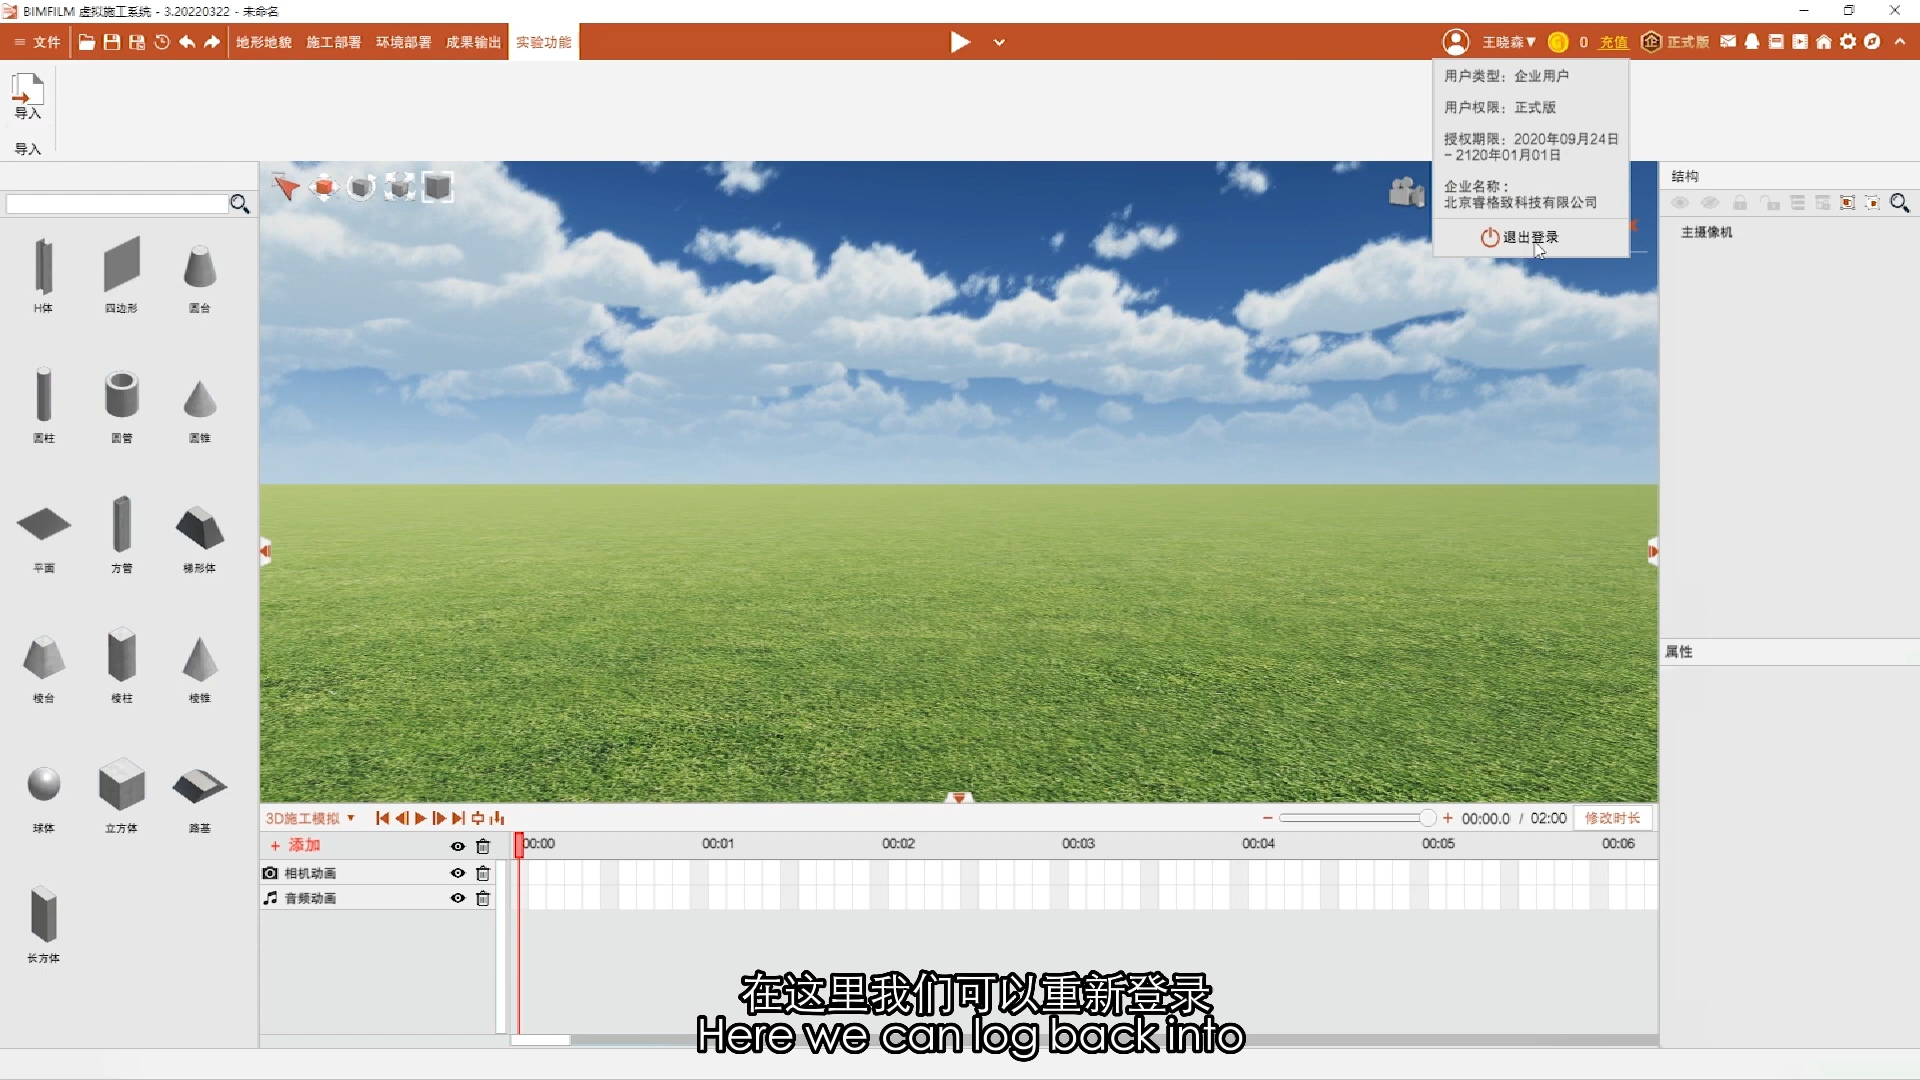 BIMFILM 虚拟施工系统 - 3.20220322 - 未命名
文件
地形地貌 施工部署 环境部署 成果输出 实验功能
王晓森▼ 0 充值 企 正式版
导入
导入
用户类型：企业用户
用户权限：正式版
授权期限：2020年09月24日
- 2120年01月01日
企业名称：
北京睿格致科技有限公司
退出登录
结构
主摄像机
属性
H体 四边形 圆台
圆柱 圆管 圆锥
平面 方管 梯形体
棱台 棱柱 棱锥
球体 立方体 路基
长方体
3D施工模拟 ▼
00:00.0 / 02:00 修改时长
+ 添加
00:00 00:01 00:02 00:03 00:04 00:05 00:06
相机动画
音频动画
在这里我们可以重新登录
Here we can log back into